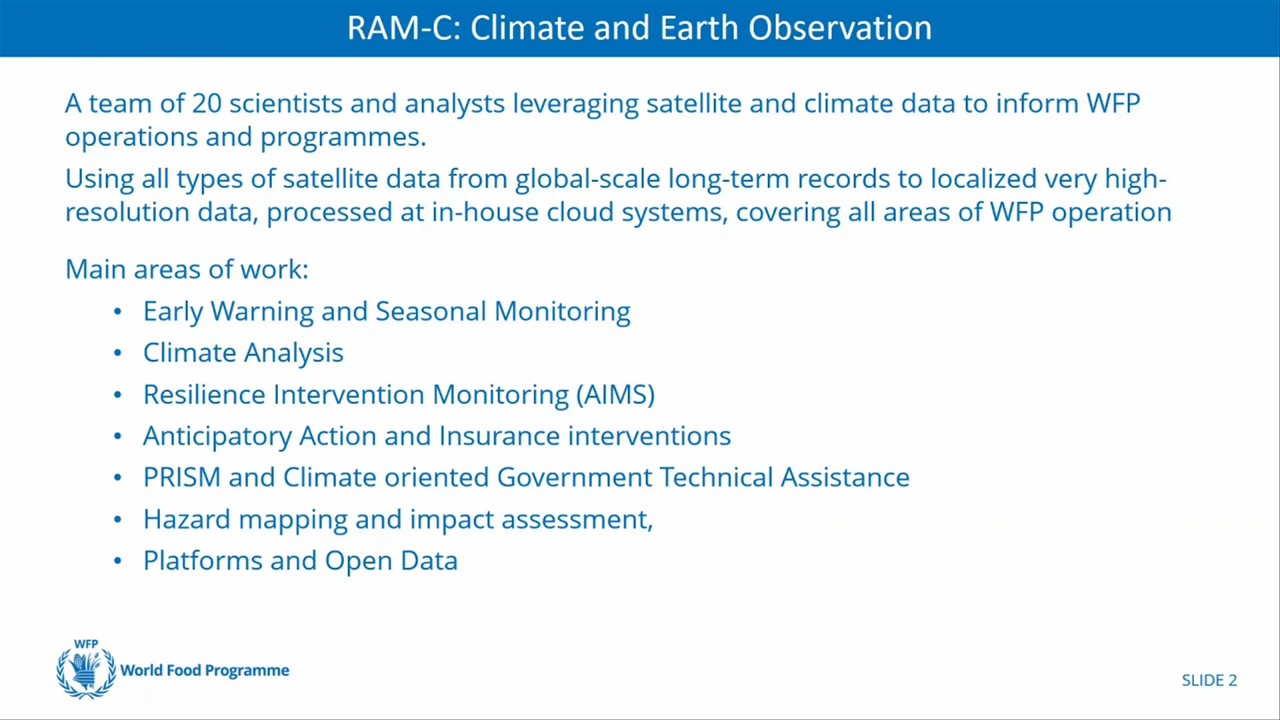 RAM-C: Climate and Earth Observation
A team of 20 scientists and analysts leveraging satellite and climate data to inform WFP
operations and programmes.
Using all types of satellite data from global-scale long-term records to localized very high-
resolution data, processed at in-house cloud systems, covering all areas of WFP operation
Main areas of work:
• Early Warning and Seasonal Monitoring
• Climate Analysis
• Resilience Intervention Monitoring (AIMS)
• Anticipatory Action and Insurance interventions
• PRISM and Climate oriented Government Technical Assistance
• Hazard mapping and impact assessment,
• Platforms and Open Data
WFP
World Food Programme
SLIDE 2